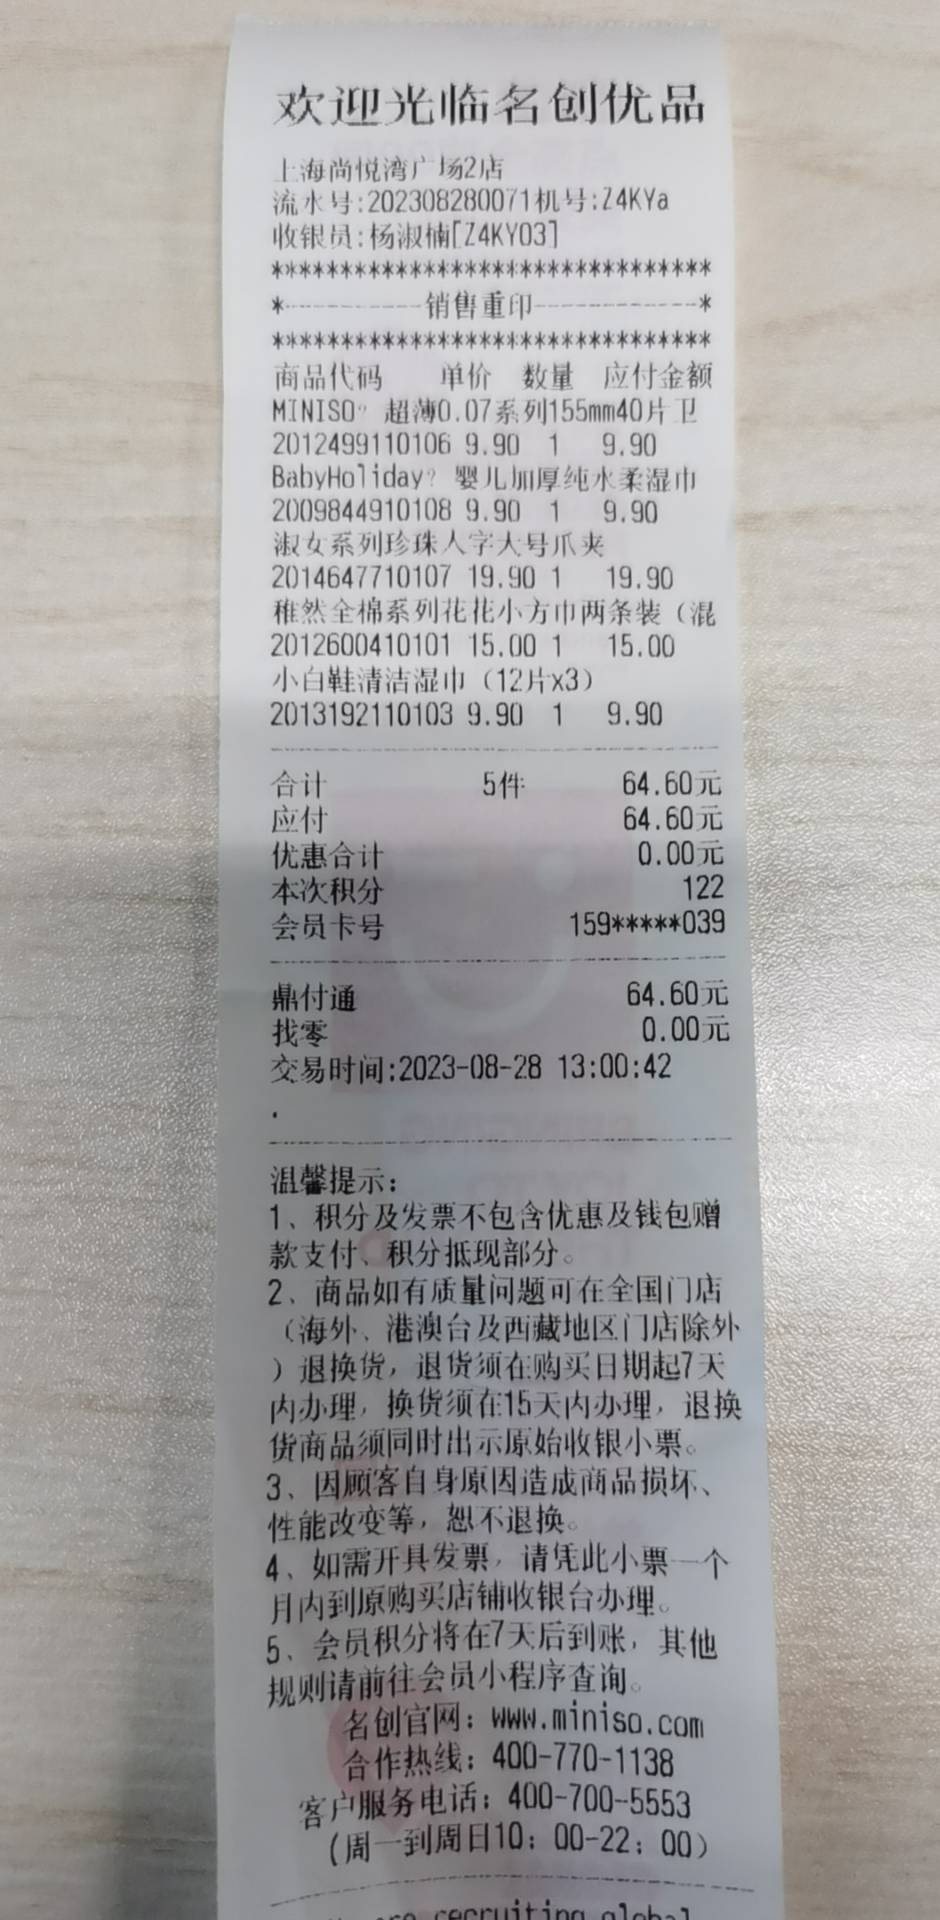 欢迎光临名创优品
上海尚悦湾广场2店
流水号:202308280071机号:Z4KYa
收银员:杨淑楠[Z4KY03]
********************************
*-----------销售重印-------------*
********************************
商品代码 单价 数量 应付金额
MINISO? 超薄0.07系列155mm40片卫
2012499110106 9.90 1 9.90
BabyHoliday? 婴儿加厚纯水柔湿巾
2009844910108 9.90 1 9.90
淑女系列珍珠人字大号爪夹
2014647710107 19.90 1 19.90
稚然全棉系列花花小方巾两条装（混
2012600410101 15.00 1 15.00
小白鞋清洁湿巾（12片x3）
2013192110103 9.90 1 9.90
合计 5件 64.60元
应付 64.60元
优惠合计 0.00元
本次积分 122
会员卡号 159*****039
鼎付通 64.60元
找零 0.00元
交易时间:2023-08-28 13:00:42
.
温馨提示:
1、积分及发票不包含优惠及钱包赠
款支付、积分抵现部分。
2、商品如有质量问题可在全国门店
（海外、港澳台及西藏地区门店除外
）退换货，退货须在购买日期起7天
内办理，换货须在15天内办理，退换
货商品须同时出示原始收银小票。
3、因顾客自身原因造成商品损坏、
性能改变等，恕不退换。
4、如需开具发票，请凭此小票一个
月内到原购买店铺收银台办理。
5、会员积分将在7天后到账，其他
规则请前往会员小程序查询。
名创官网：www.miniso.com
合作热线：400-770-1138
客户服务电话：400-700-5553
(周一到周日10：00-22：00)
are recruiting global